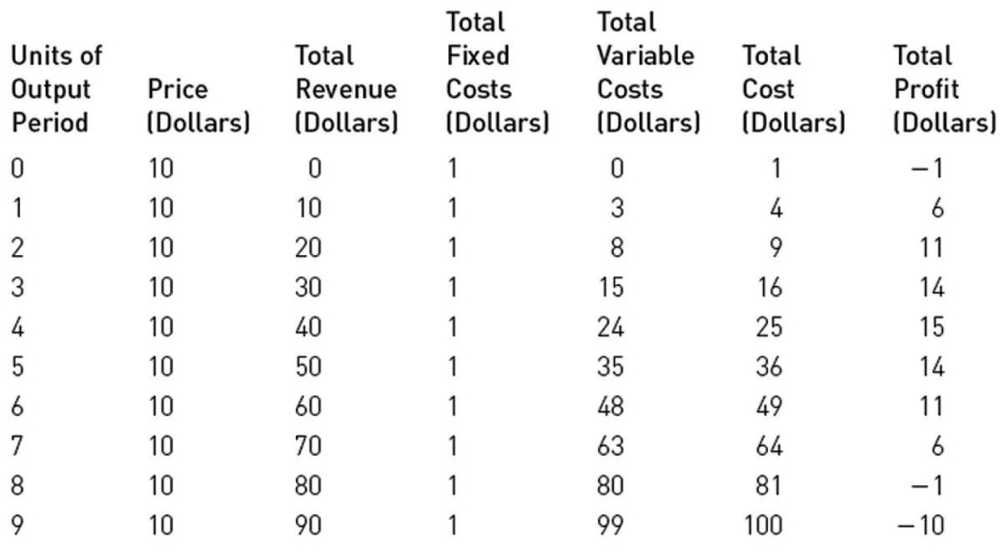 Total Total
Units of Total Fixed Variable Total Total
Output Price Revenue Costs Costs Cost Profit
Period (Dollars) (Dollars) (Dollars) (Dollars) (Dollars) (Dollars)
0 10 0 1 0 1 −1
1 10 10 1 3 4 6
2 10 20 1 8 9 11
3 10 30 1 15 16 14
4 10 40 1 24 25 15
5 10 50 1 35 36 14
6 10 60 1 48 49 11
7 10 70 1 63 64 6
8 10 80 1 80 81 −1
9 10 90 1 99 100 −10